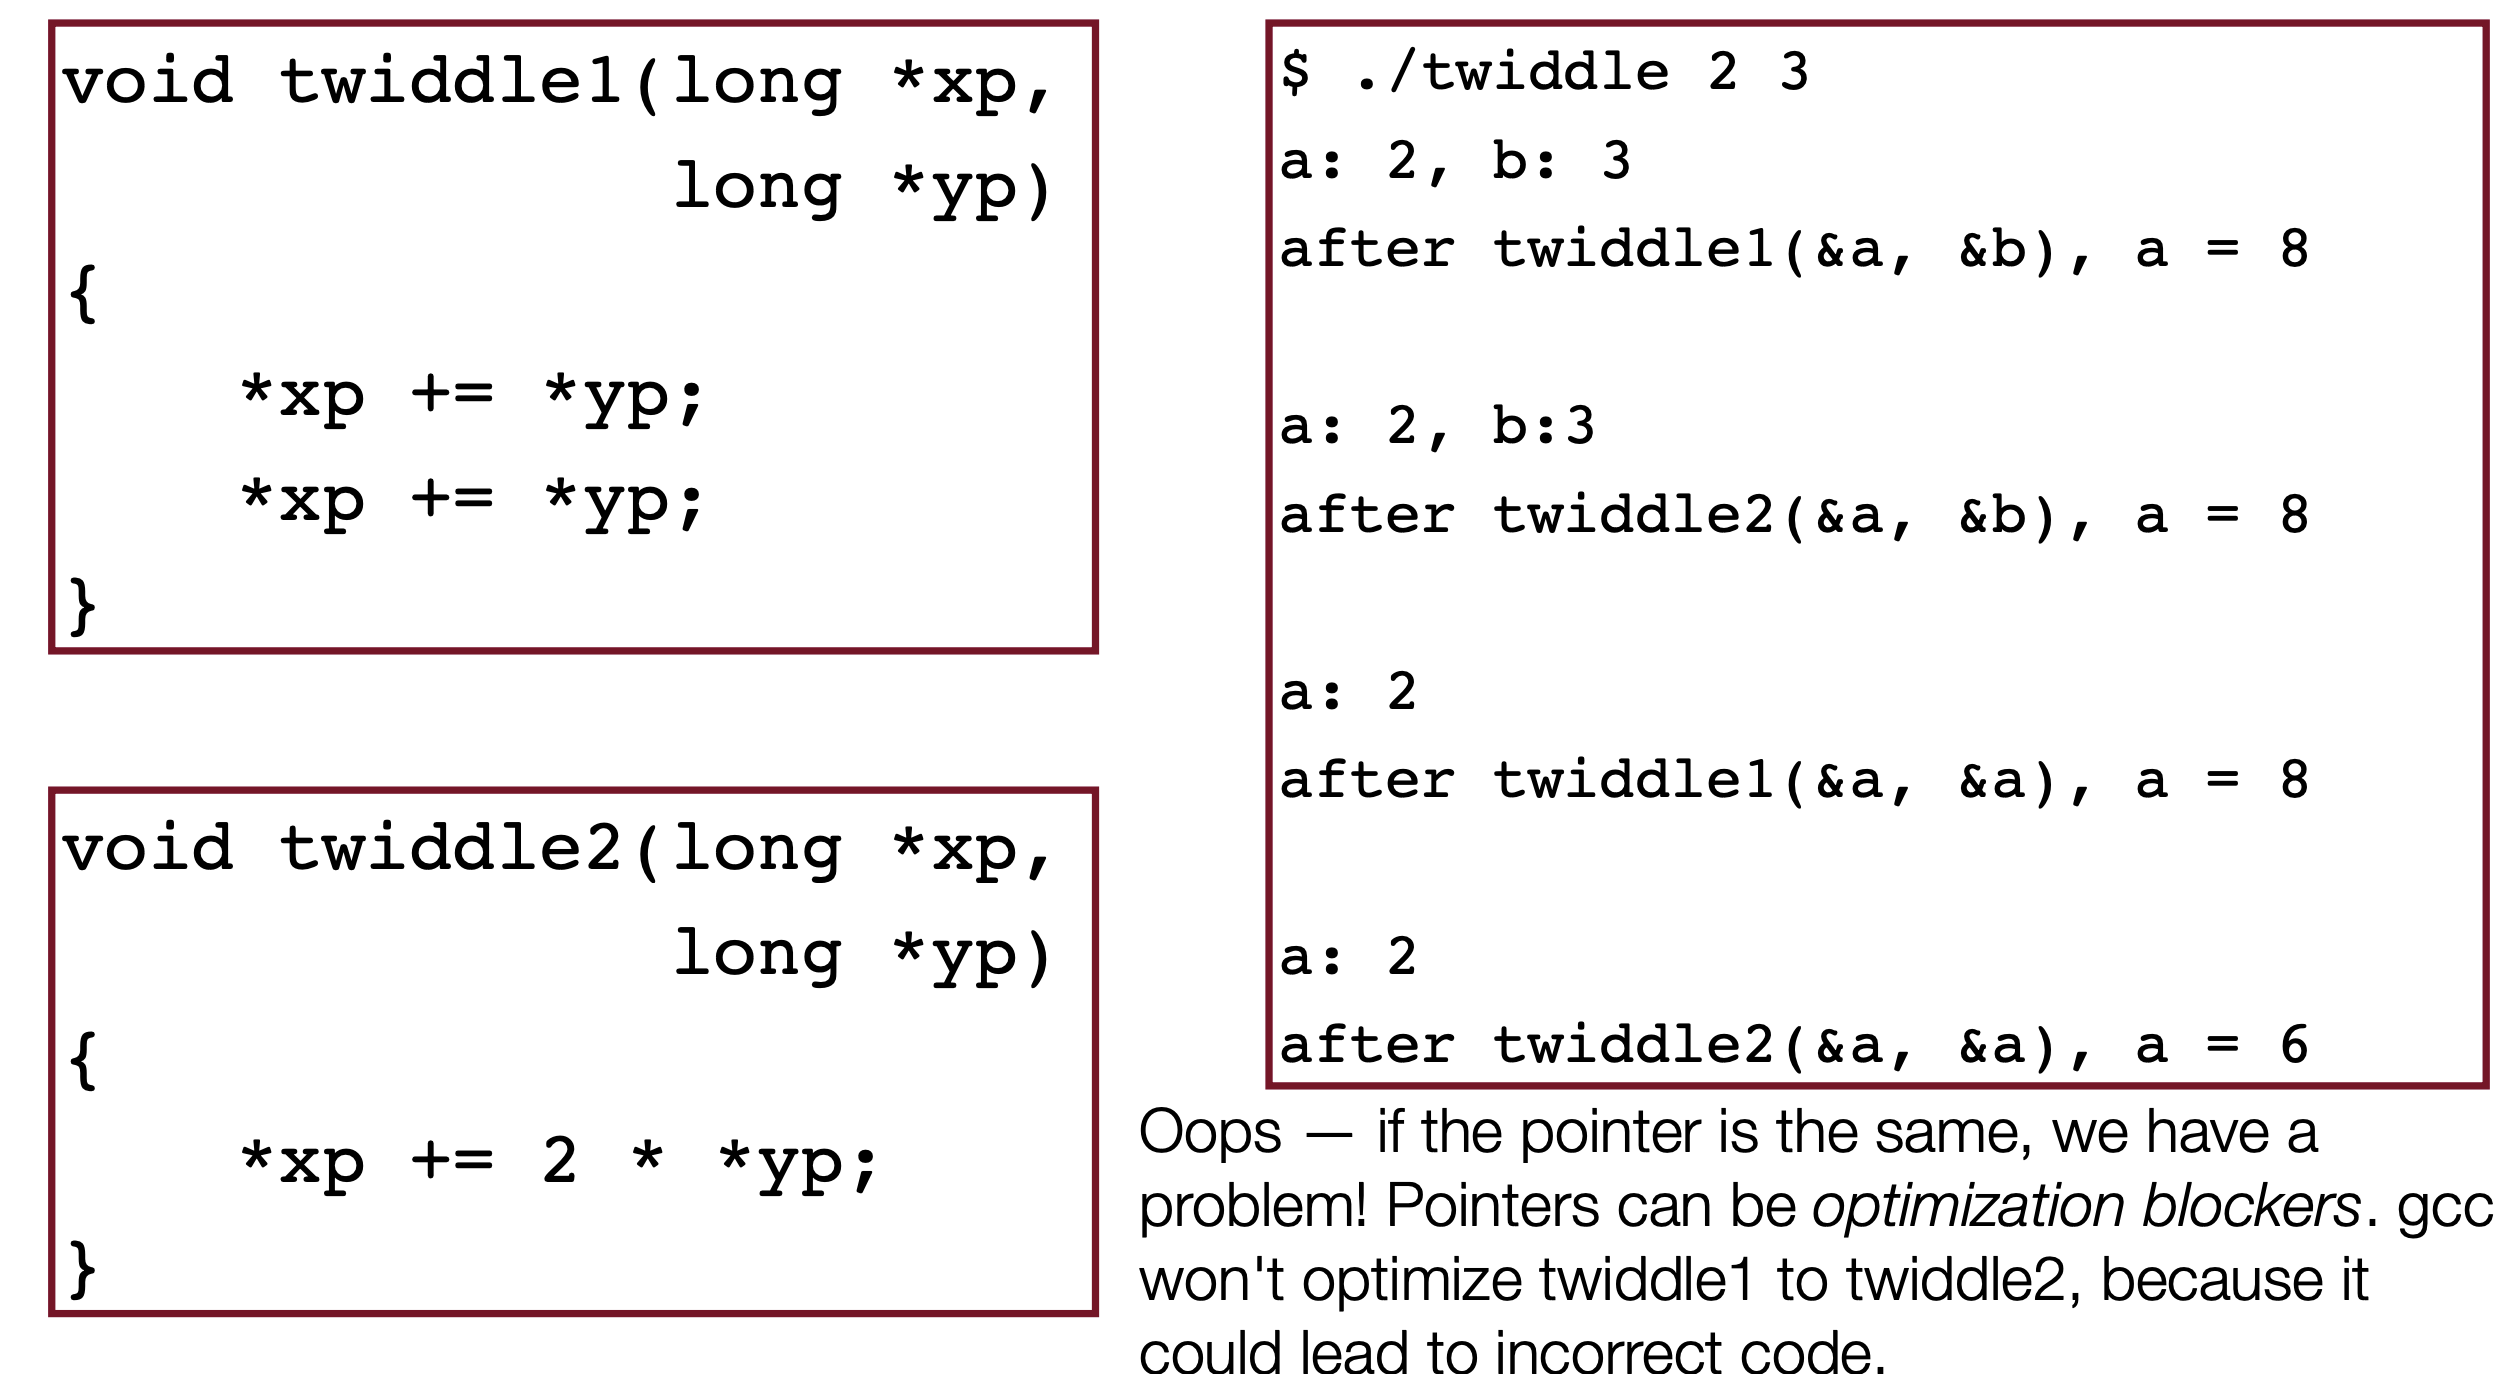 void twiddle1(long *xp,
long *yp)
{
*xp += *yp;
*xp += *yp;
}
void twiddle2(long *xp,
long *yp)
{
*xp += 2 * *yp;
}
$ ./twiddle 2 3
a: 2, b: 3
after twiddle1(&a, &b), a = 8
a: 2, b:3
after twiddle2(&a, &b), a = 8
a: 2
after twiddle1(&a, &a), a = 8
a: 2
after twiddle2(&a, &a), a = 6
Oops — if the pointer is the same, we have a
problem! Pointers can be optimization blockers. gcc
won't optimize twiddle1 to twiddle2, because it
could lead to incorrect code.